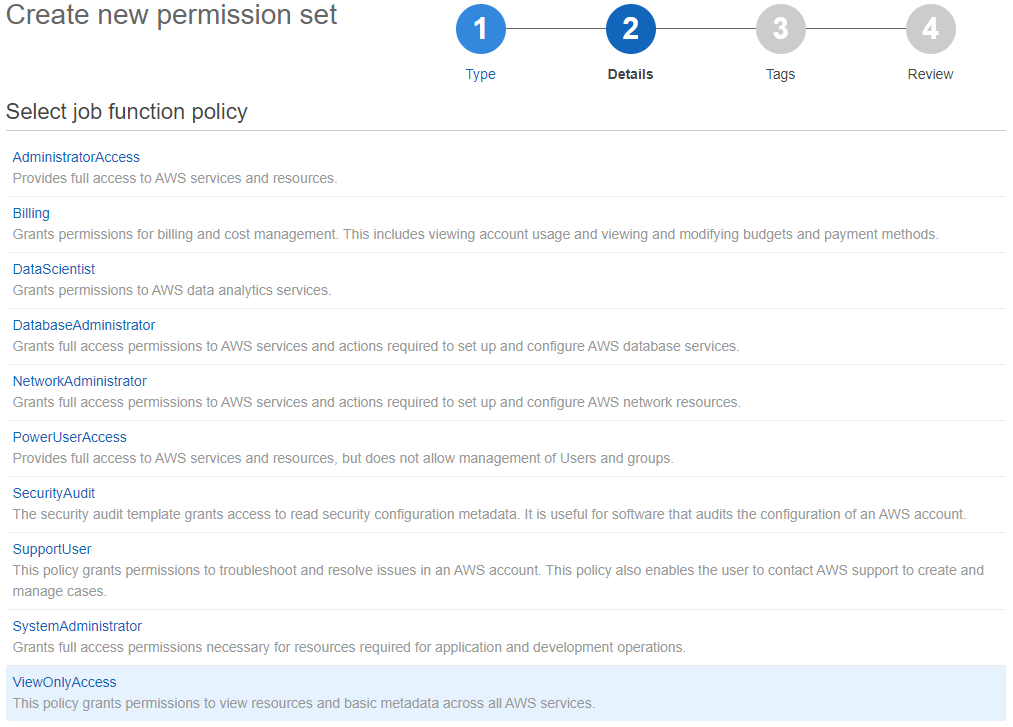 Create new permission set
1
2
3
4
Type
Details
Tags
Review
Select job function policy
AdministratorAccess
Provides full access to AWS services and resources.
Billing
Grants permissions for billing and cost management. This includes viewing account usage and viewing and modifying budgets and payment methods.
DataScientist
Grants permissions to AWS data analytics services.
DatabaseAdministrator
Grants full access permissions to AWS services and actions required to set up and configure AWS database services.
NetworkAdministrator
Grants full access permissions to AWS services and actions required to set up and configure AWS network resources.
PowerUserAccess
Provides full access to AWS services and resources, but does not allow management of Users and groups.
SecurityAudit
The security audit template grants access to read security configuration metadata. It is useful for software that audits the configuration of an AWS account.
SupportUser
This policy grants permissions to troubleshoot and resolve issues in an AWS account. This policy also enables the user to contact AWS support to create and
manage cases.
SystemAdministrator
Grants full access permissions necessary for resources required for application and development operations.
ViewOnlyAccess
This policy grants permissions to view resources and basic metadata across all AWS services.